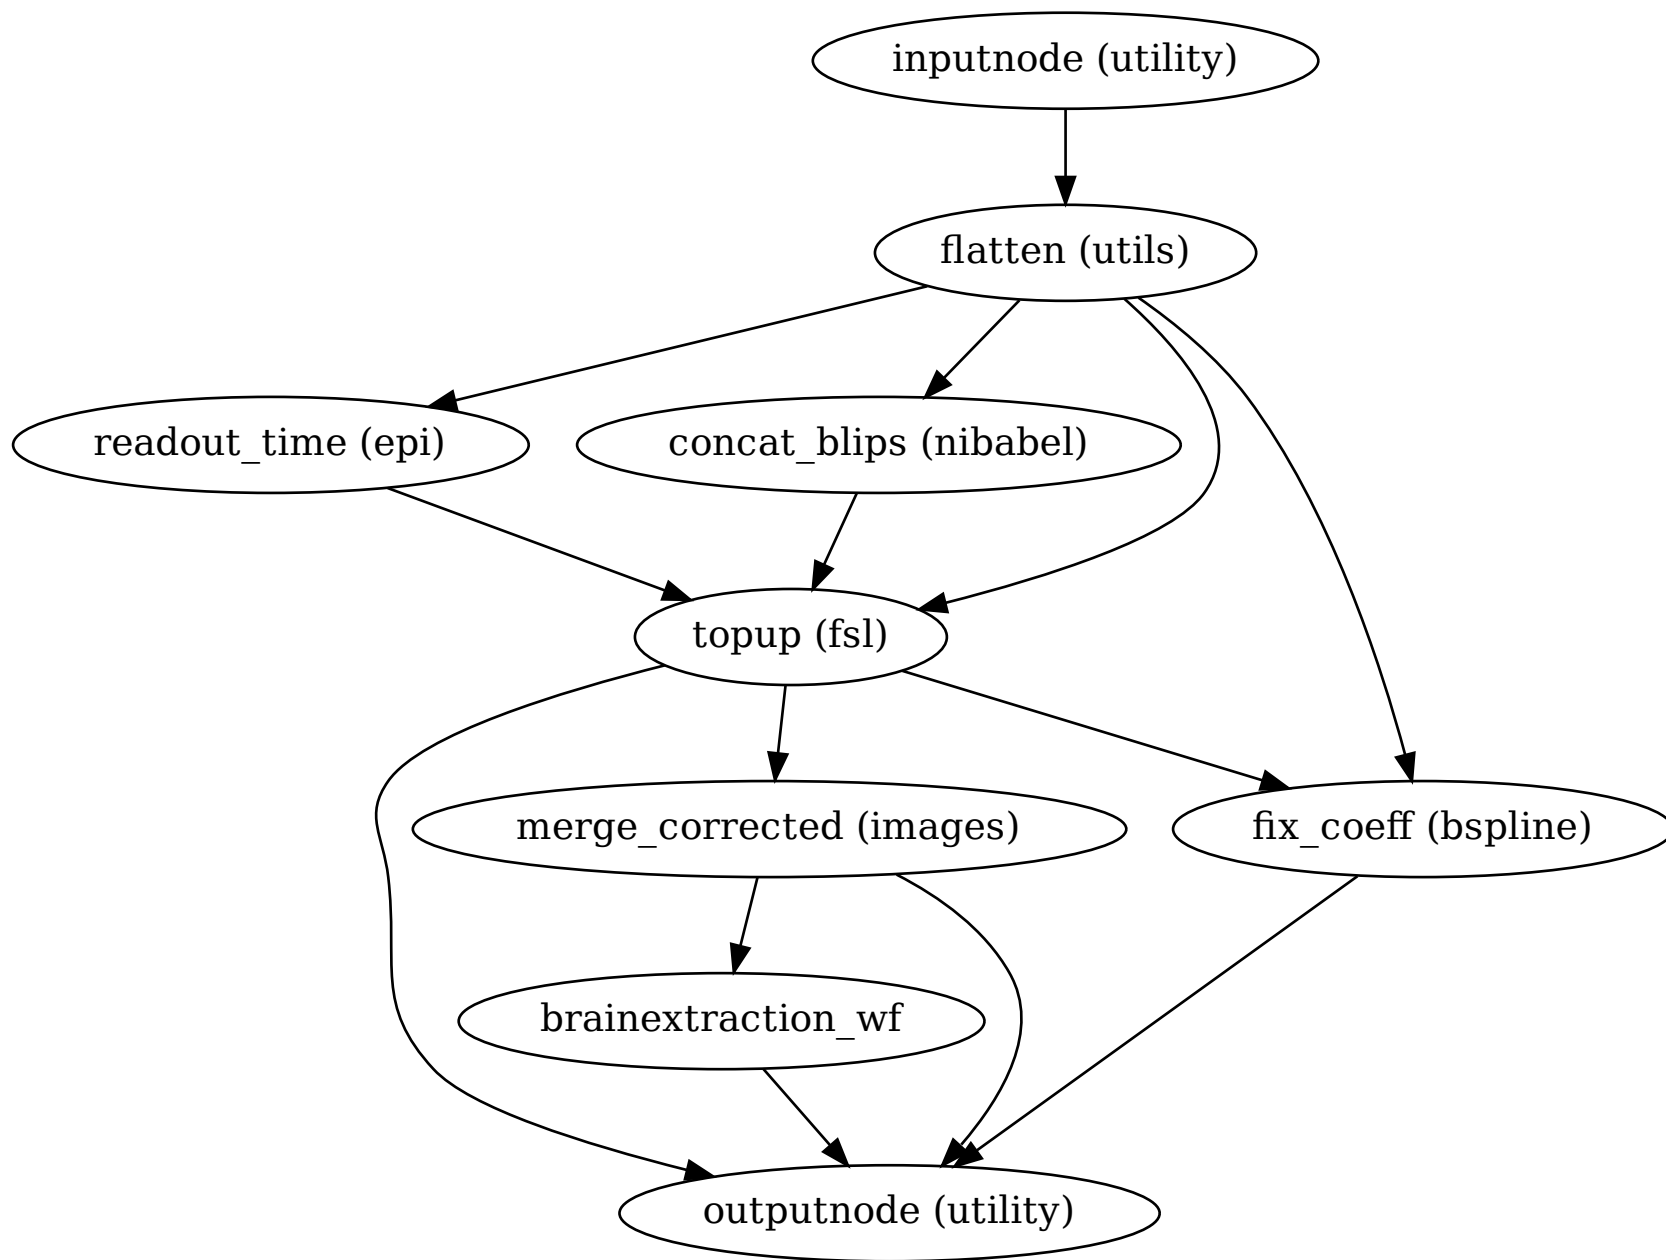 inputnode (utility)
flatten (utils)
readout_time (epi)
concat_blips (nibabel)
topup (fsl)
merge_corrected (images)
fix_coeff (bspline)
brainextraction_wf
outputnode (utility)